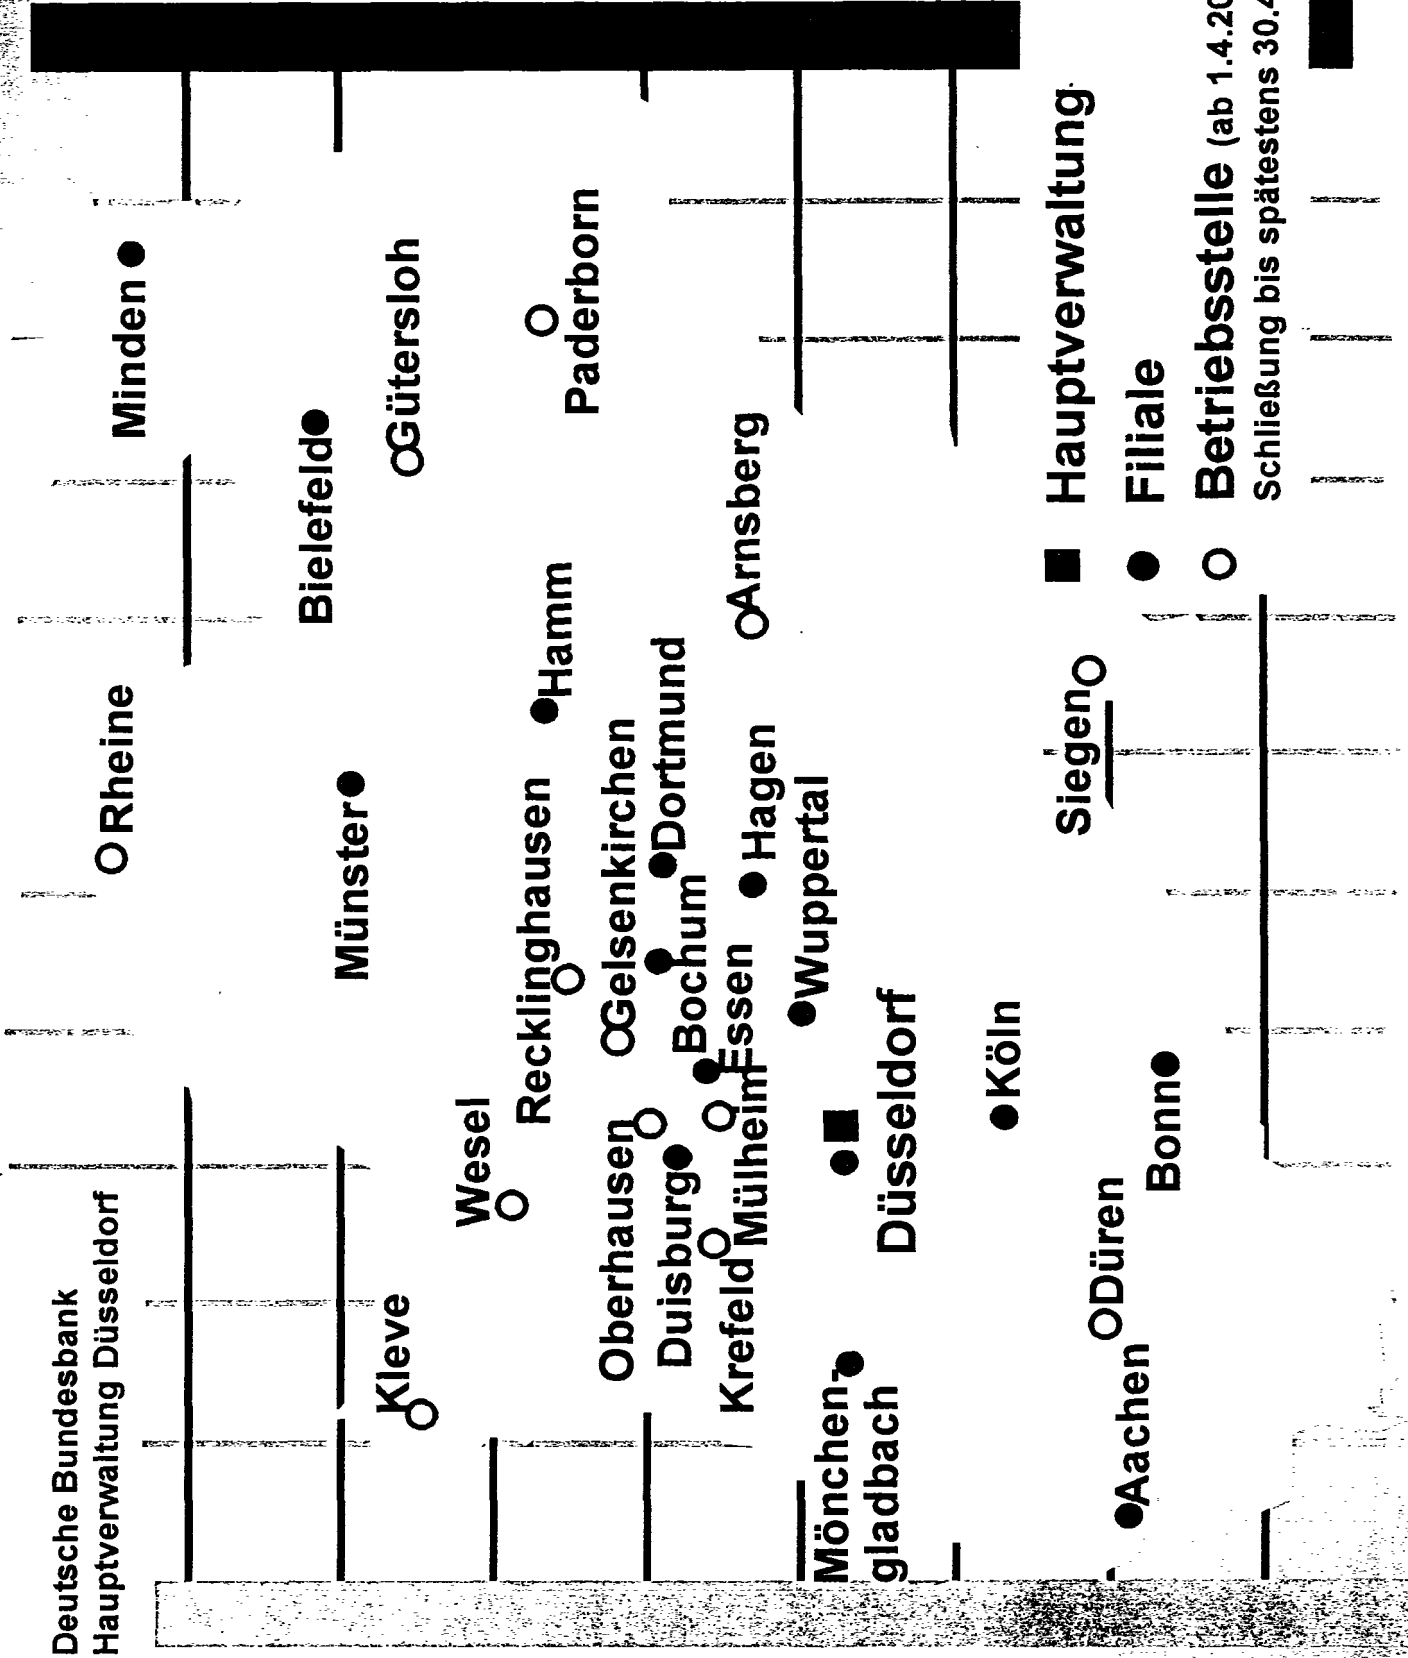 Deutsche Bundesbank
Hauptverwaltung Düsseldorf
Minden
Rheine
Bielefeld
Münster
Gütersloh
Kleve
Wesel
Recklinghausen
Hamm
Paderborn
Oberhausen
Gelsenkirchen
Duisburg
Bochum
Dortmund
Krefeld
Mülheim
Essen
Hagen
Arnsberg
Wuppertal
Mönchen-
gladbach
Düsseldorf
Köln
Siegen
Düren
Aachen
Bonn
Hauptverwaltung
Filiale
Betriebsstelle (ab 1.4.20
Schließung bis spätestens 30.4